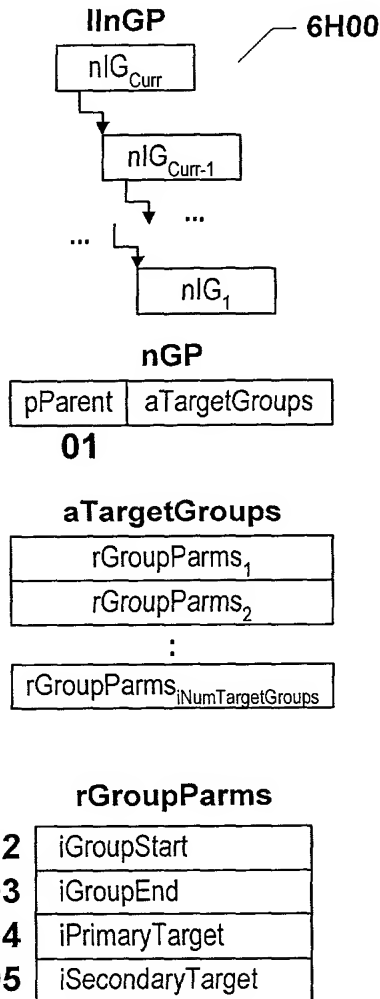 llnGP
6H00
nIG_Curr
nIG_Curr-1
...
...
nIG_1
nGP
pParent aTargetGroups
01
aTargetGroups
rGroupParms_1
rGroupParms_2
:
rGroupParms_iNumTargetGroups
rGroupParms
2 iGroupStart
3 iGroupEnd
4 iPrimaryTarget
5 iSecondaryTarget